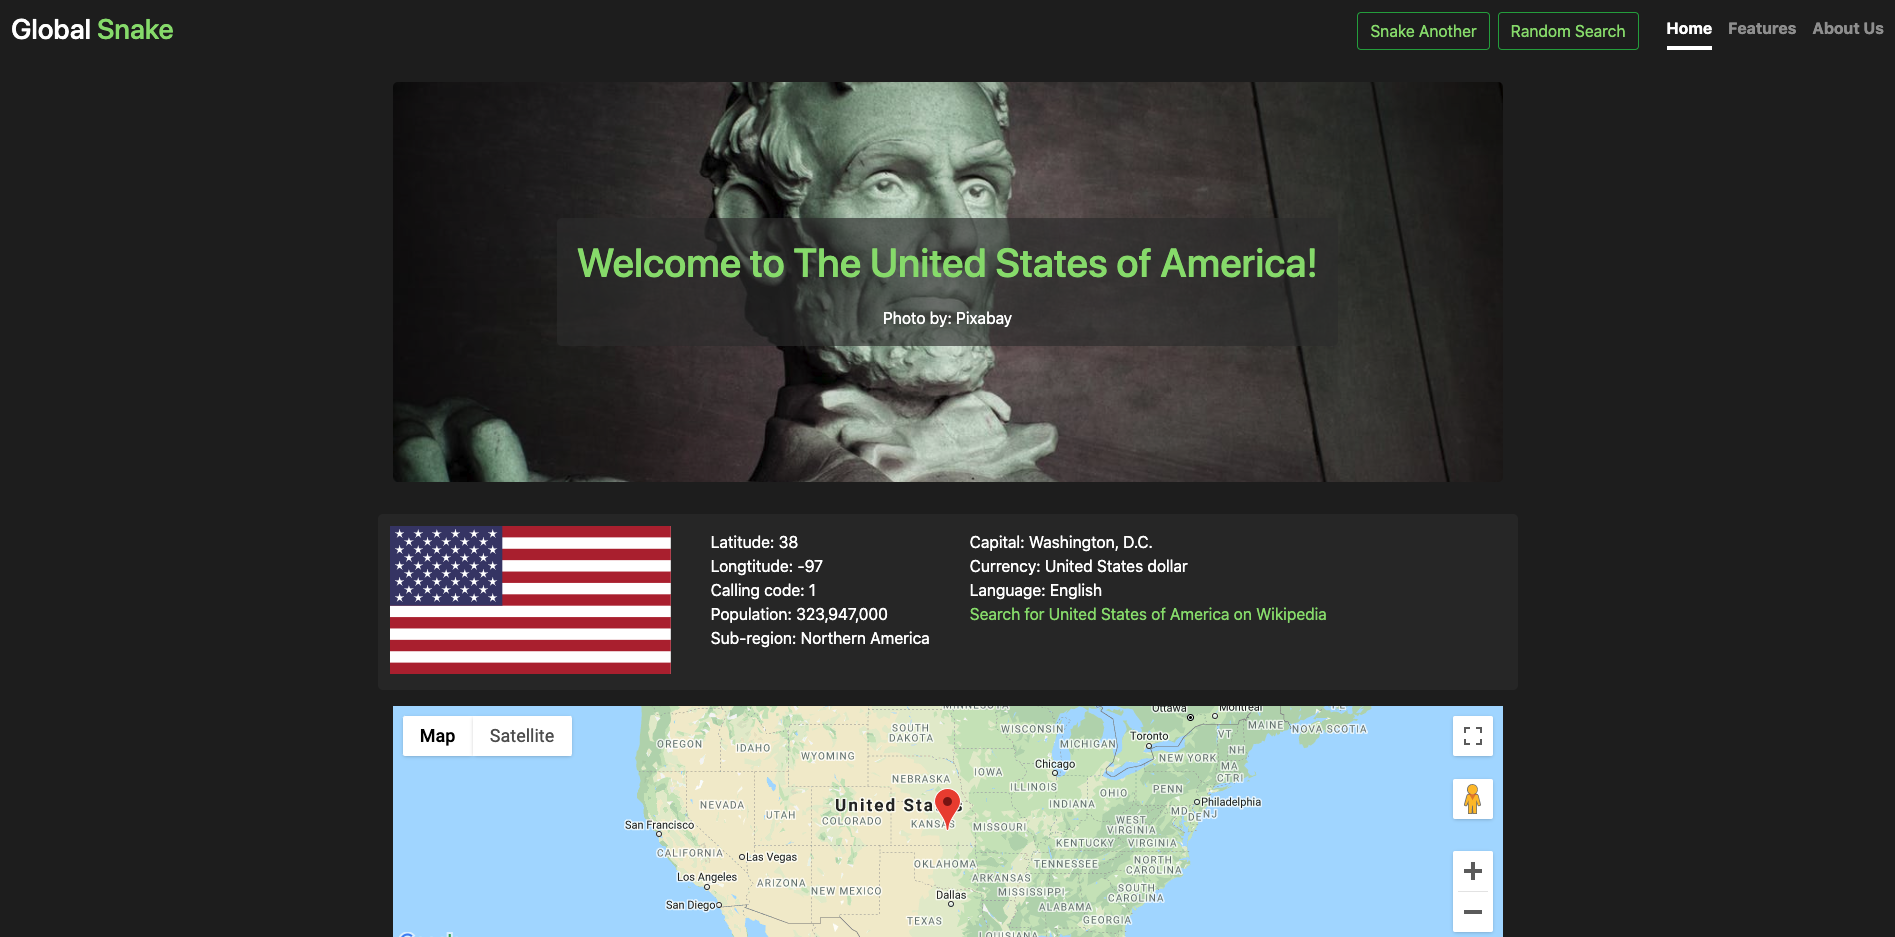 Global Snake
Snake Another
Random Search
Home
Features
About Us
Welcome to The United States of America!
Photo by: Pixabay
Latitude: 38
Longtitude: -97
Calling code: 1
Population: 323,947,000
Sub-region: Northern America
Capital: Washington, D.C.
Currency: United States dollar
Language: English
Search for United States of America on Wikipedia
Map
Satellite
MINNESOTA
Ottawa
Montreal
OREGON
IDAHO
WYOMING
SOUTH
DAKOTA
WISCONSIN
MICHIGAN
Toronto
VT
MAINE
NOVA SCOTIA
NH
NEW YORK
MA
CT RI
Chicago
NEBRASKA
IOWA
ILLINOIS
INDIANA
OHIO
PENN
Philadelphia
NEVADA
UTAH
COLORADO
United
KANSAS
MISSOURI
WEST
VIRGINIA
MD
DE
NJ
San Francisco
CALIFORNIA
Las Vegas
KENTUCKY
VIRGINIA
Los Angeles
ARIZONA
NEW MEXICO
OKLAHOMA
TENNESSEE
NORTH
CAROLINA
ARKANSAS
MISSISSIPPI
SOUTH
CAROLINA
San Diego
Dallas
TEXAS
ALABAMA
GEORGIA
LOUISIANA